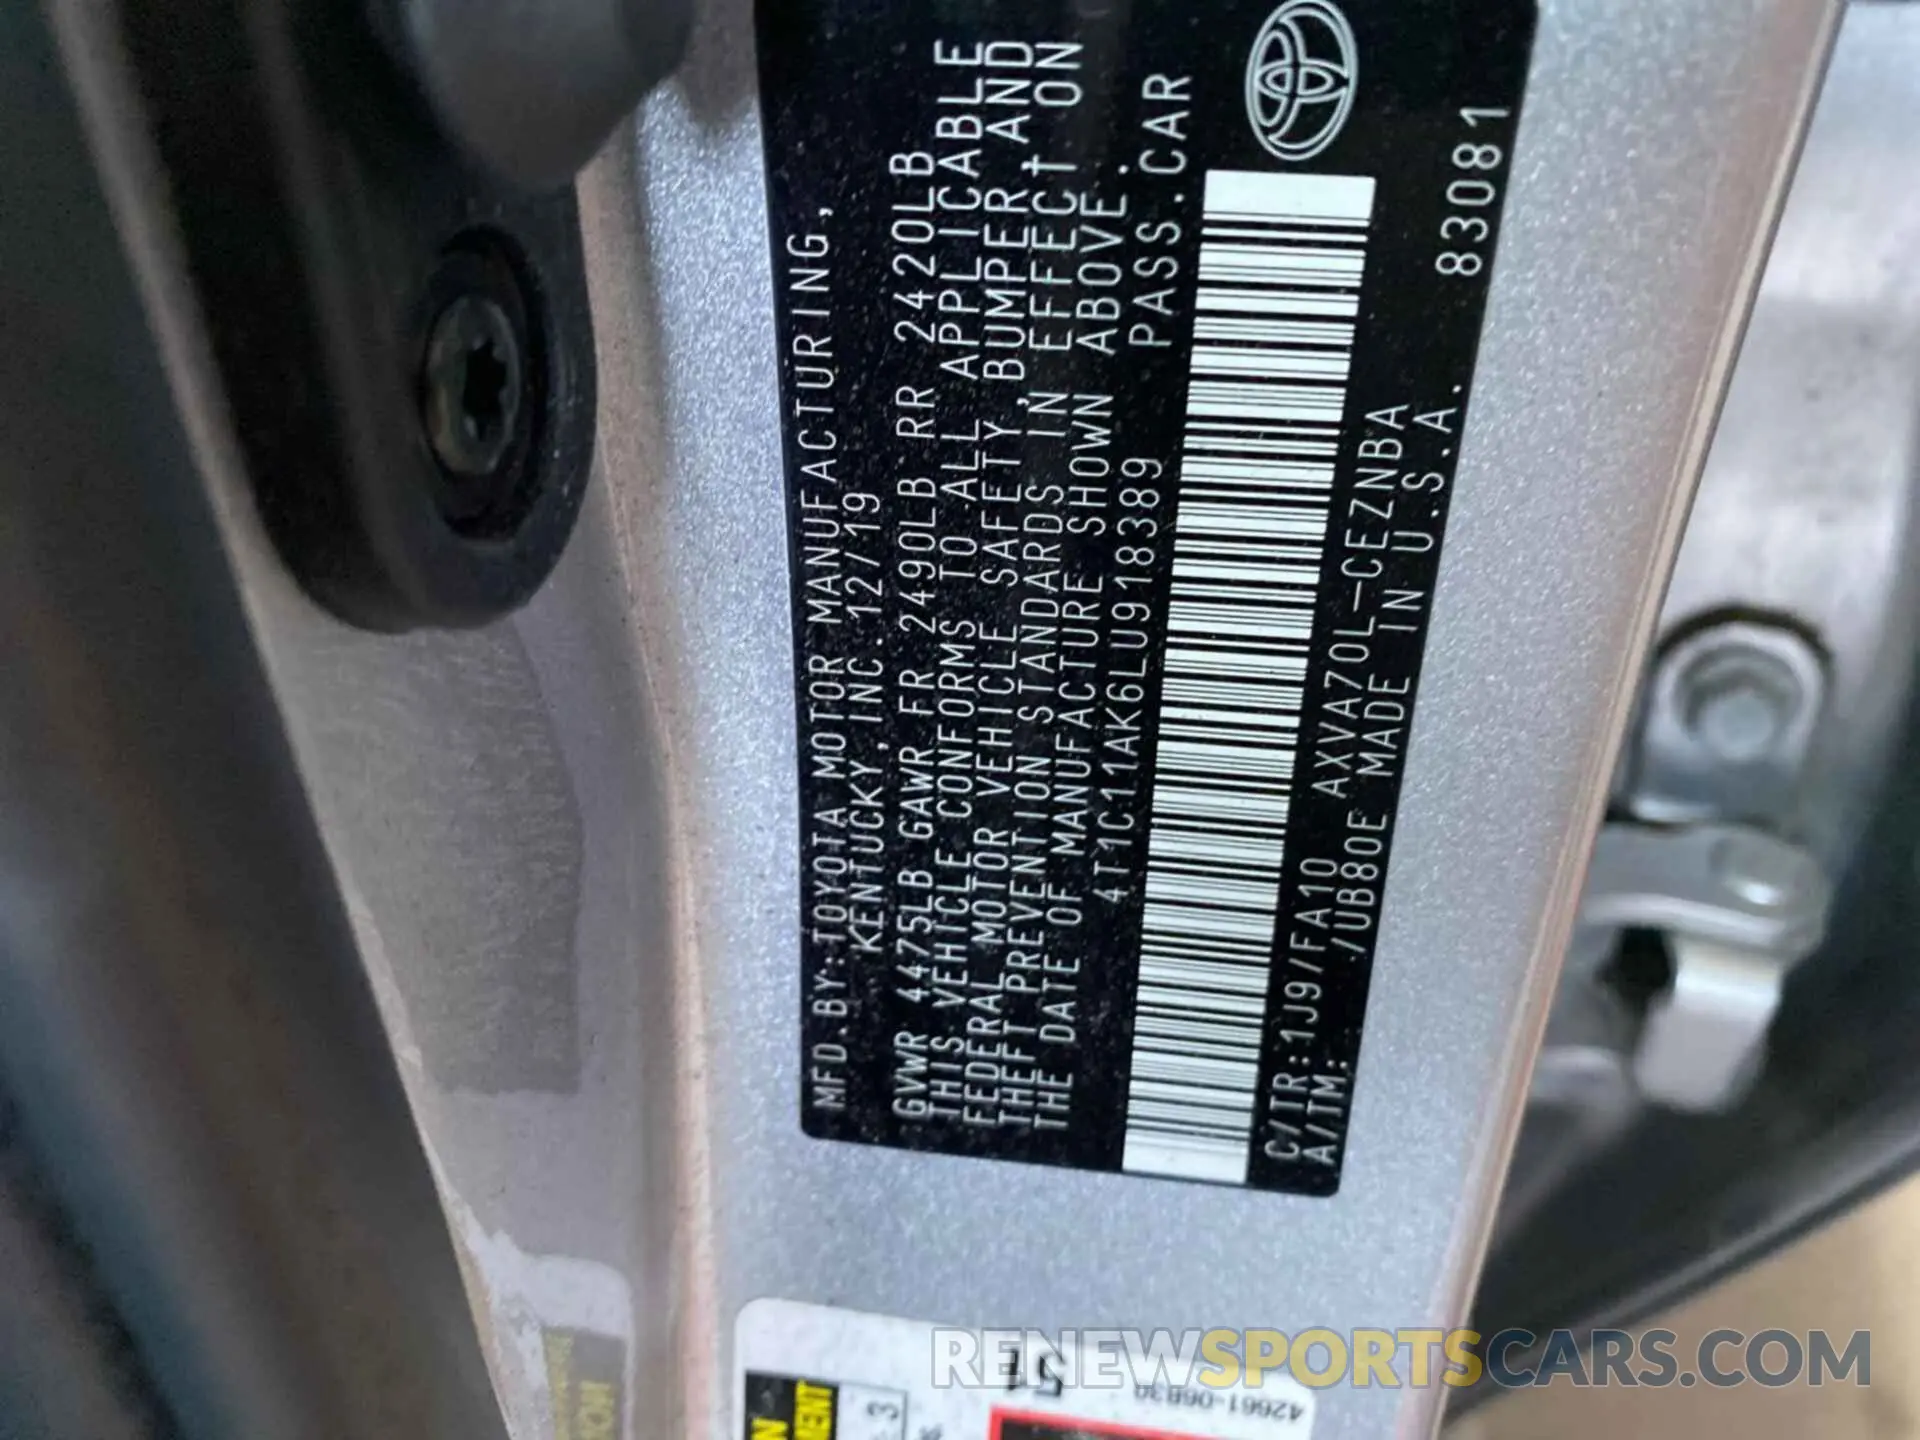 MFD.BY:TOYOTA MOTOR MANUFACTURING,
KENTUCKY,INC.12/19
GVWR 4475LB GAWR FR 2490LB RR 2420LB
THIS VEHICLE CONFORMS TO ALL APPLICABLE
FEDERAL MOTOR VEHICLE SAFETY,BUMPER,AND
THEFT PREVENTION STANDARDS IN EFFECT ON
THE DATE OF MANUFACTURE SHOWN ABOVE.
4T1C11AK6LU918389 PASS.CAR
C/TR:1J9/FA10 AXVA70L-CEZNBA 83081
A/TM: /UB80E MADE IN U.S.A.
51
42661-06B30
3
RENEWSPORTSCARS.COM